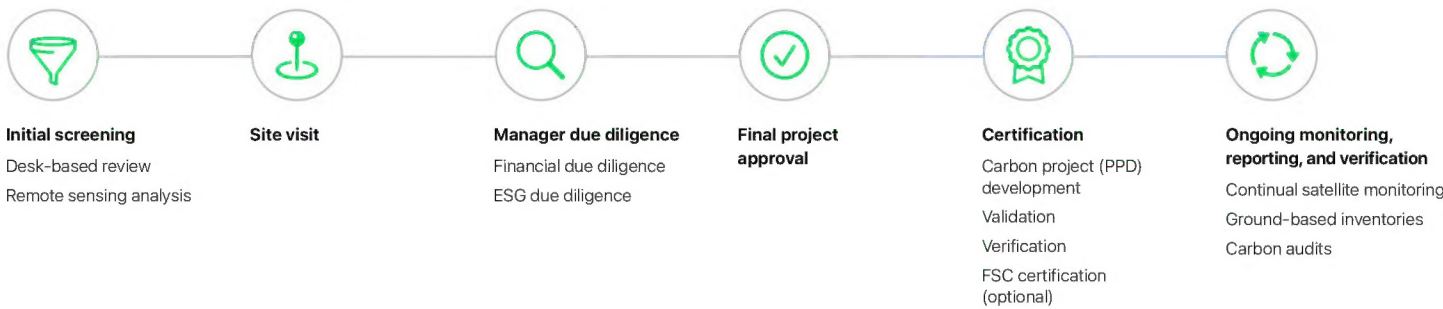 Initial screening
Desk-based review
Remote sensing analysis
Site visit
Manager due diligence
Financial due diligence
ESG due diligence
Final project
approval
Certification
Carbon project (PPD)
development
Validation
Verification
FSC certification
(optional)
Ongoing monitoring,
reporting, and verification
Continual satellite monitoring
Ground-based inventories
Carbon audits